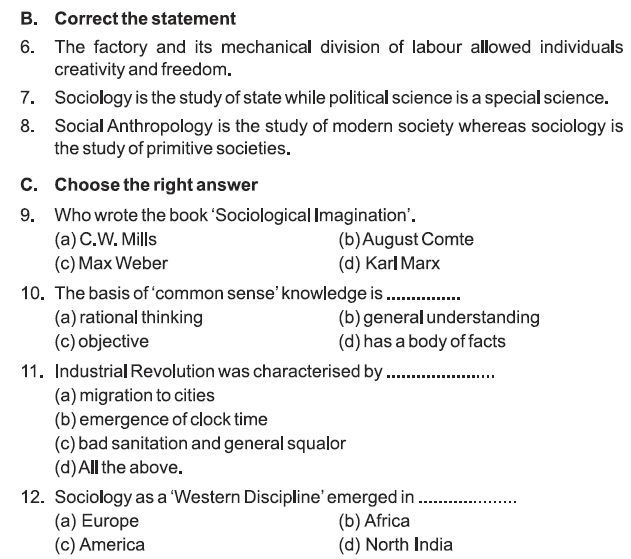 B. Correct the statement
6. The factory and its mechanical division of labour allowed individuals
creativity and freedom.
7. Sociology is the study of state while political science is a special science.
8. Social Anthropology is the study of modern society whereas sociology is
the study of primitive societies.
C. Choose the right answer
9. Who wrote the book ‘Sociological Imagination’.
(a) C.W. Mills (b) August Comte
(c) Max Weber (d) Karl Marx
10. The basis of ‘common sense’ knowledge is ...............
(a) rational thinking (b) general understanding
(c) objective (d) has a body of facts
11. Industrial Revolution was characterised by ......................
(a) migration to cities
(b) emergence of clock time
(c) bad sanitation and general squalor
(d) All the above.
12. Sociology as a ‘Western Discipline’ emerged in ....................
(a) Europe (b) Africa
(c) America (d) North India